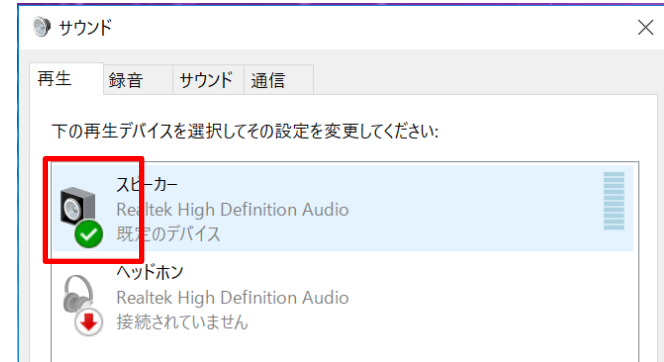 サウンド
再生 録音 サウンド 通信
下の再生デバイスを選択してその設定を変更してください:
スピーカー
Realtek High Definition Audio
既定のデバイス
ヘッドホン
Realtek High Definition Audio
接続されていません